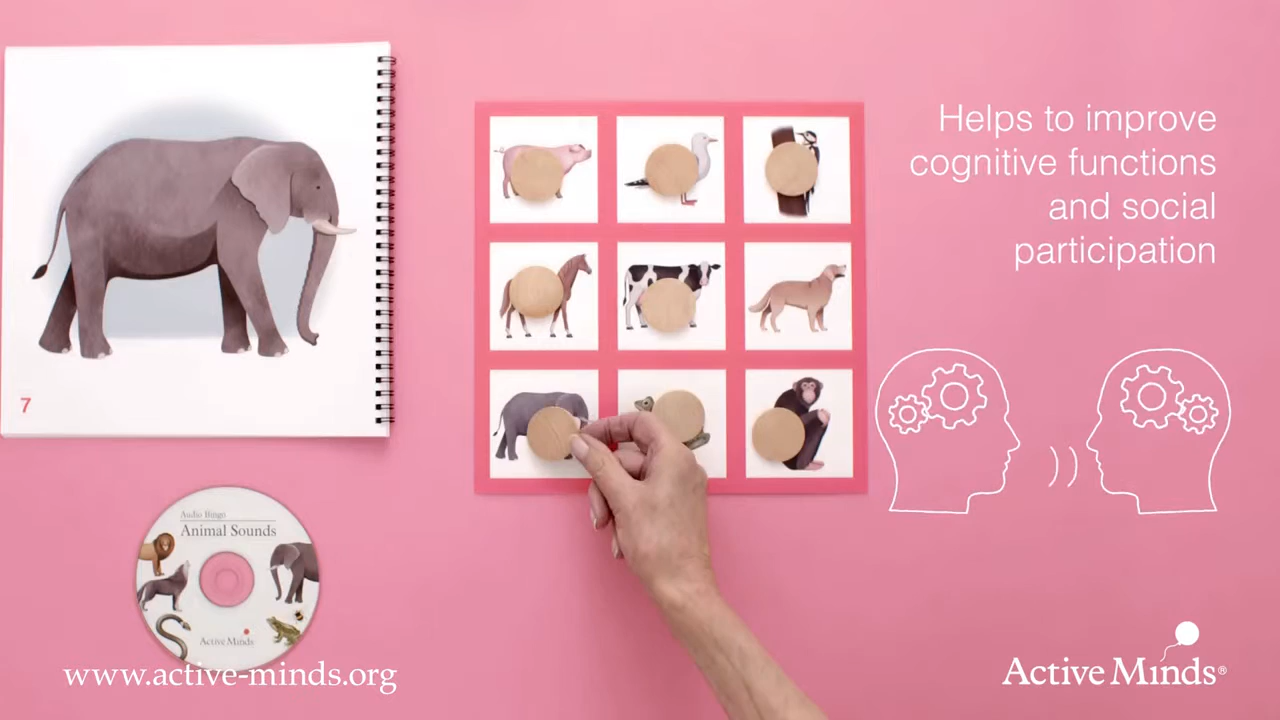 Helps to improve
cognitive functions
and social
participation
7
Audio Bingo
Animal Sounds
Active Minds
www.active-minds.org
Active Minds®